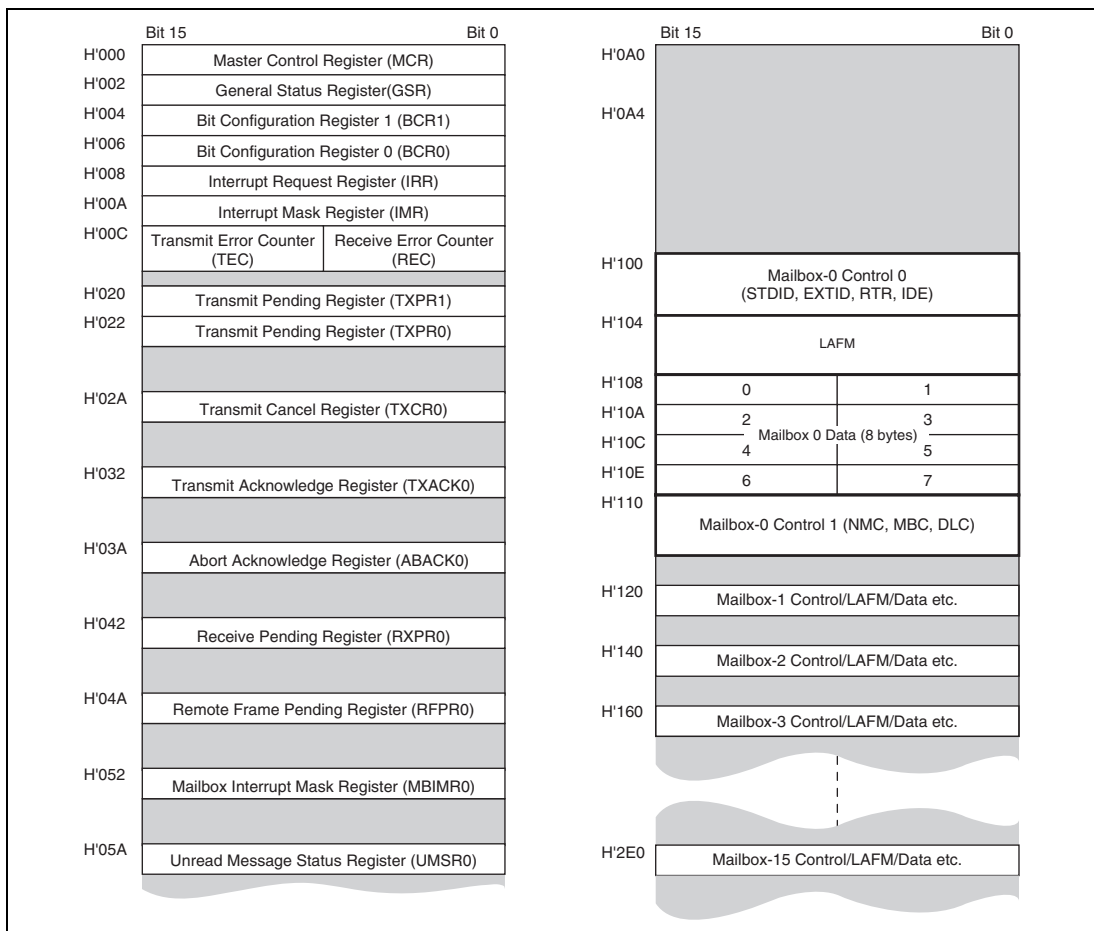 Bit 15 Bit 0
H'000 Master Control Register (MCR)
H'002 General Status Register(GSR)
H'004 Bit Configuration Register 1 (BCR1)
H'006 Bit Configuration Register 0 (BCR0)
H'008 Interrupt Request Register (IRR)
H'00A Interrupt Mask Register (IMR)
H'00C Transmit Error Counter Receive Error Counter
(TEC) (REC)
H'020 Transmit Pending Register (TXPR1)
H'022 Transmit Pending Register (TXPR0)
H'02A Transmit Cancel Register (TXCR0)
H'032 Transmit Acknowledge Register (TXACK0)
H'03A Abort Acknowledge Register (ABACK0)
H'042 Receive Pending Register (RXPR0)
H'04A Remote Frame Pending Register (RFPR0)
H'052 Mailbox Interrupt Mask Register (MBIMR0)
H'05A Unread Message Status Register (UMSR0)
Bit 15 Bit 0
H'0A0
H'0A4
H'100 Mailbox-0 Control 0
(STDID, EXTID, RTR, IDE)
H'104 LAFM
H'108 0 1
H'10A 2 3
Mailbox 0 Data (8 bytes)
H'10C 4 5
H'10E 6 7
H'110 Mailbox-0 Control 1 (NMC, MBC, DLC)
H'120 Mailbox-1 Control/LAFM/Data etc.
H'140 Mailbox-2 Control/LAFM/Data etc.
H'160 Mailbox-3 Control/LAFM/Data etc.
H'2E0 Mailbox-15 Control/LAFM/Data etc.